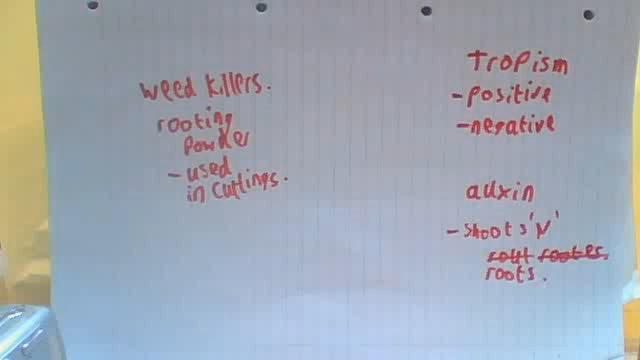 weed killers.
rooting
powder
- used
in cuttings.
tropism
- positive
- negative
auxin
- shoots 'N'
roots.